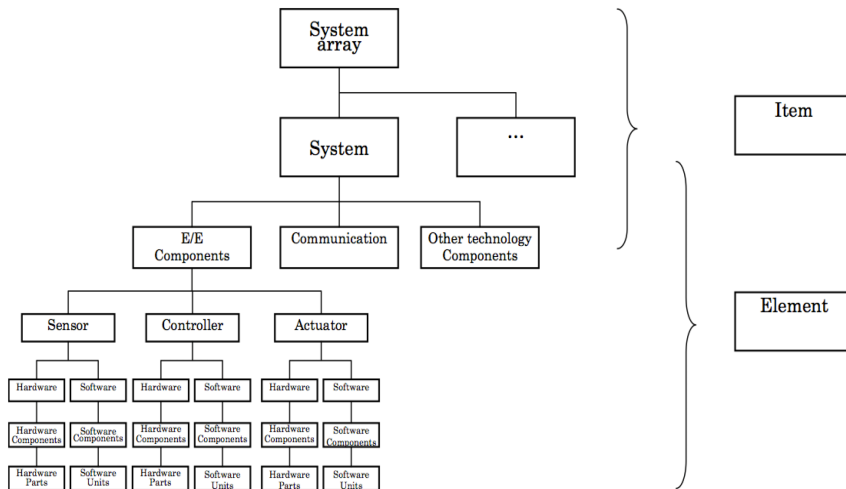 System
array
Item
System
...
E/E
Components
Communication
Other technology
Components
Element
Sensor
Controller
Actuator
Hardware
Software
Hardware
Software
Hardware
Software
Hardware
Components
Software
Components
Hardware
Components
Software
Components
Hardware
Components
Software
Components
Hardware
Parts
Software
Units
Hardware
Parts
Software
Units
Hardware
Parts
Software
Units